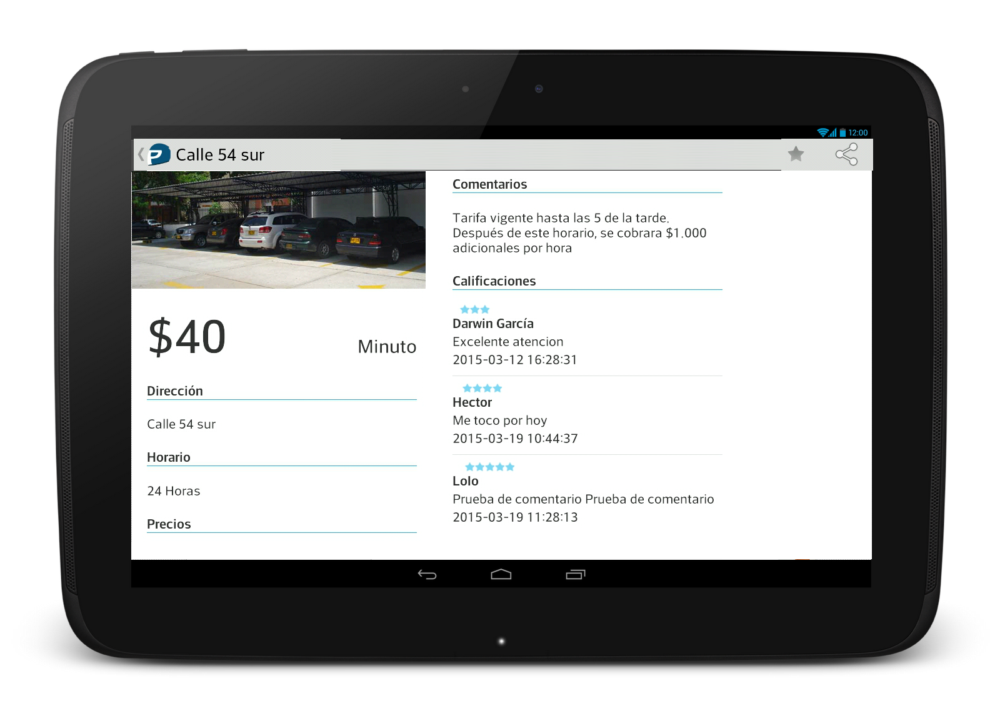 12:00
Calle 54 sur
$40
Minuto
Dirección
Calle 54 sur
Horario
24 Horas
Precios
Comentarios
Tarifa vigente hasta las 5 de la tarde.
Después de este horario, se cobrara $1.000
adicionales por hora
Calificaciones
Darwin García
Excelente atencion
2015-03-12 16:28:31
Hector
Me toco por hoy
2015-03-19 10:44:37
Lolo
Prueba de comentario Prueba de comentario
2015-03-19 11:28:13